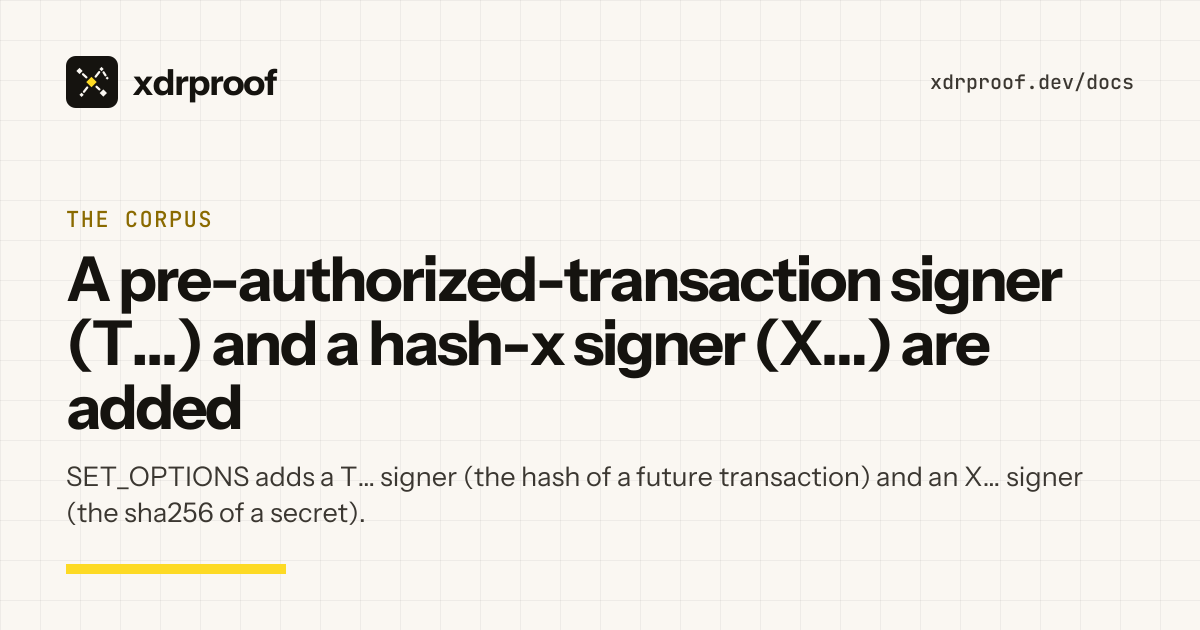 xdrproof
xdrproof.dev/docs
THE CORPUS
A pre-authorized-transaction signer
(T…) and a hash-x signer (X…) are
added
SET_OPTIONS adds a T… signer (the hash of a future transaction) and an X… signer
(the sha256 of a secret).